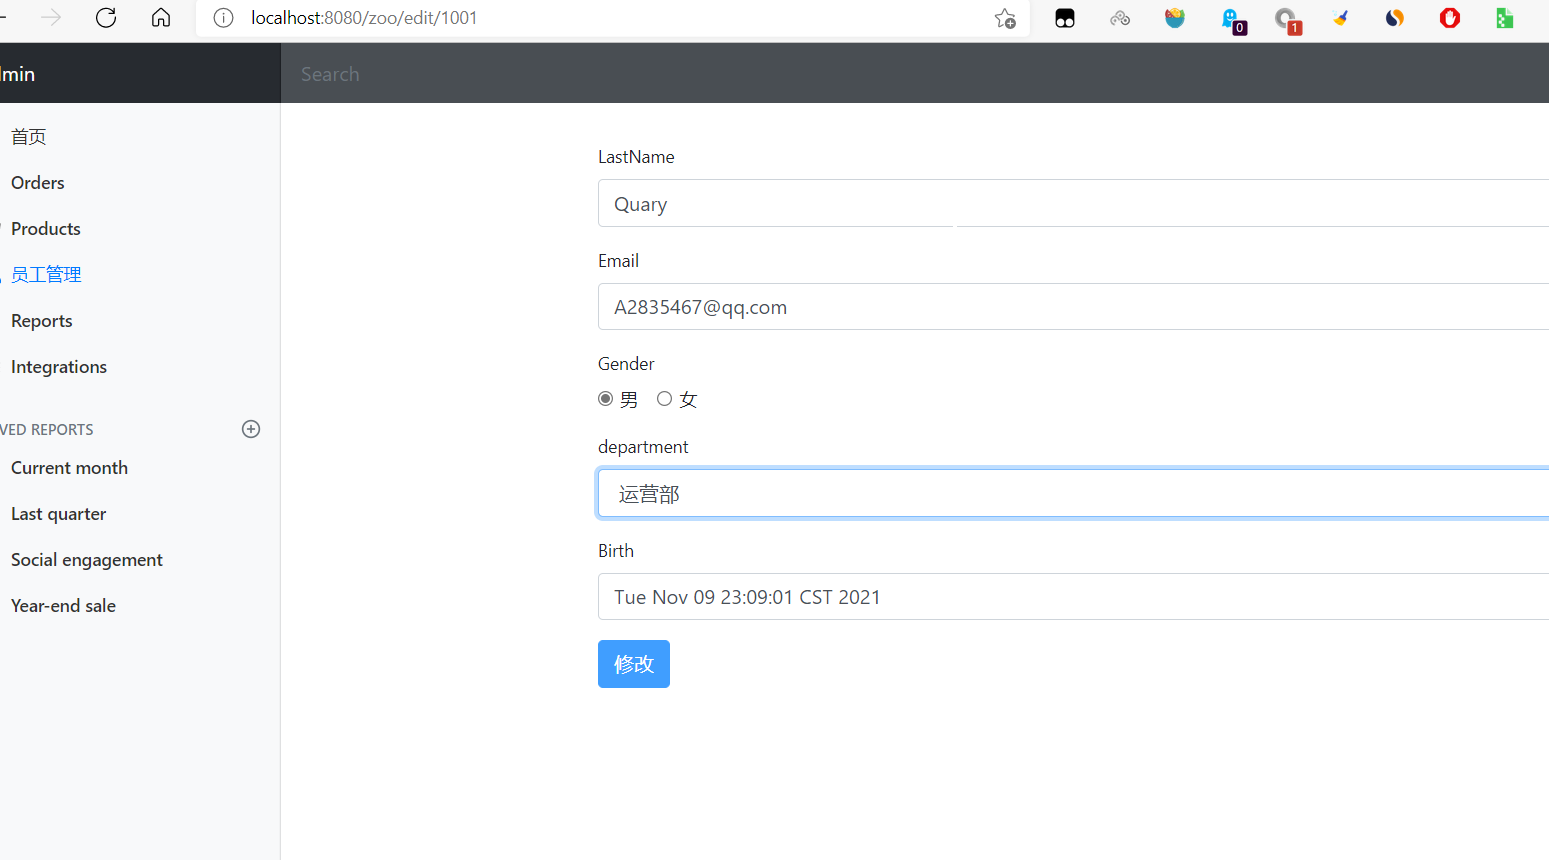 localhost:8080/zoo/edit/1001
0
1
Search
首页
Orders
Products
员工管理
Reports
Integrations
Current month
Last quarter
Social engagement
Year-end sale
REPORTS
LastName
Quary
Email
A2835467@qq.com
Gender
男 女
department
运营部
Birth
Tue Nov 09 23:09:01 CST 2021
修改